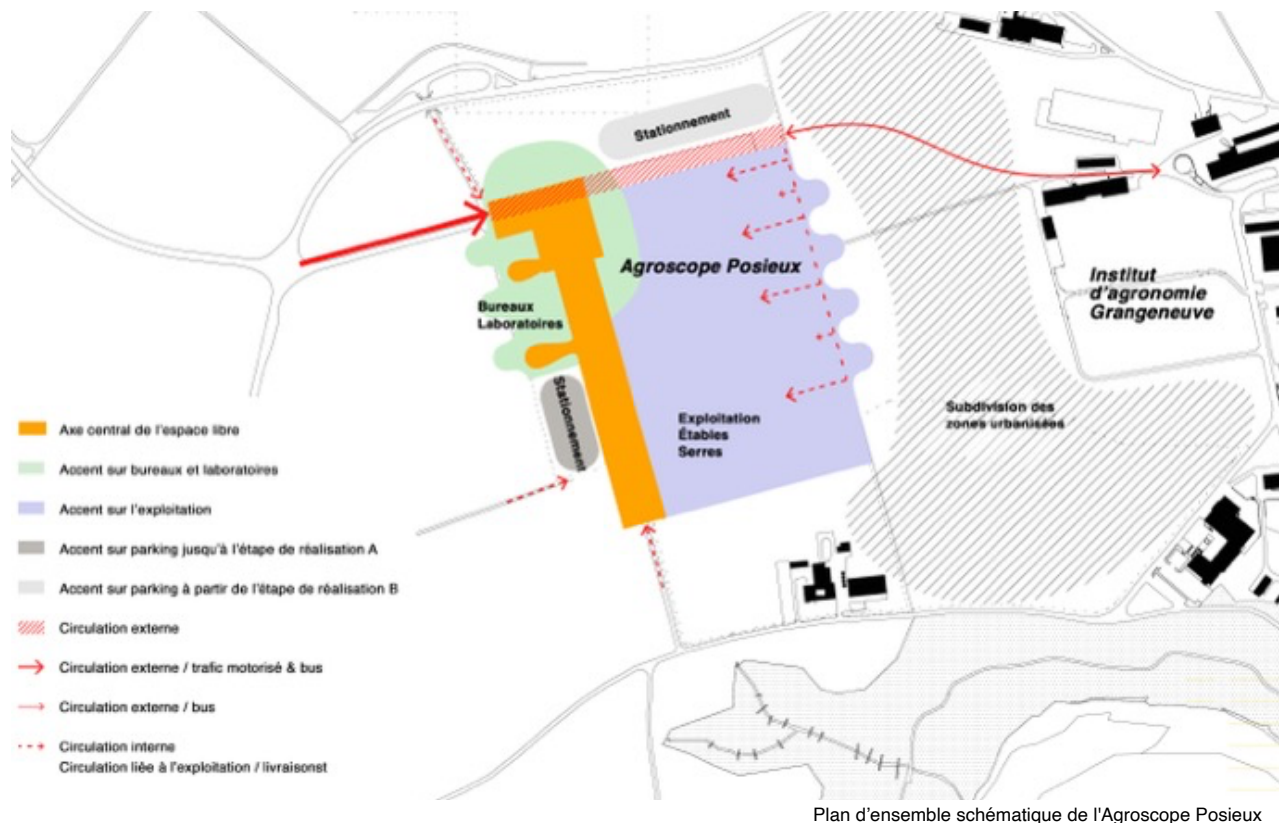 Stationnement
Agroscope Posieux
Bureaux
Laboratoires
Institut
d'agronomie
Grangeneuve
Stationnement
Exploitation
Étables
Serres
Subdivision des
zones urbanisées
Axe central de l'espace libre
Accent sur bureaux et laboratoires
Accent sur l'exploitation
Accent sur parking jusqu'à l'étape de réalisation A
Accent sur parking à partir de l'étape de réalisation B
Circulation externe
Circulation externe / trafic motorisé & bus
Circulation externe / bus
Circulation interne
Circulation liée à l'exploitation / livraisonst
Plan d'ensemble schématique de l'Agroscope Posieux